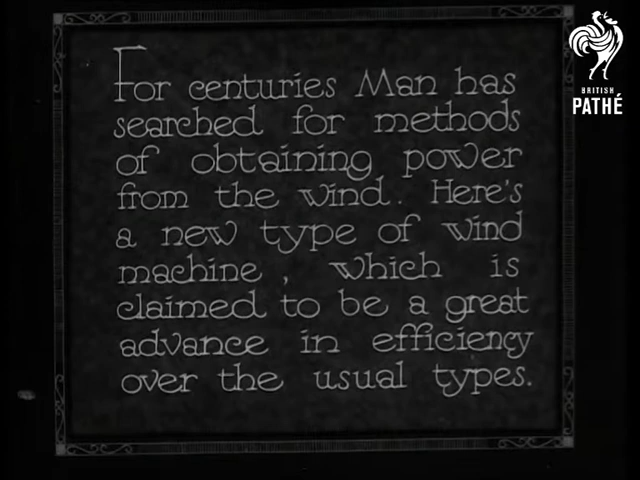 For centuries Man has
searched for methods
of obtaining power
from the wind. Here's
a new type of wind
machine, which is
claimed to be a great
advance in efficiency
over the usual types.
BRITISH
PATHÉ